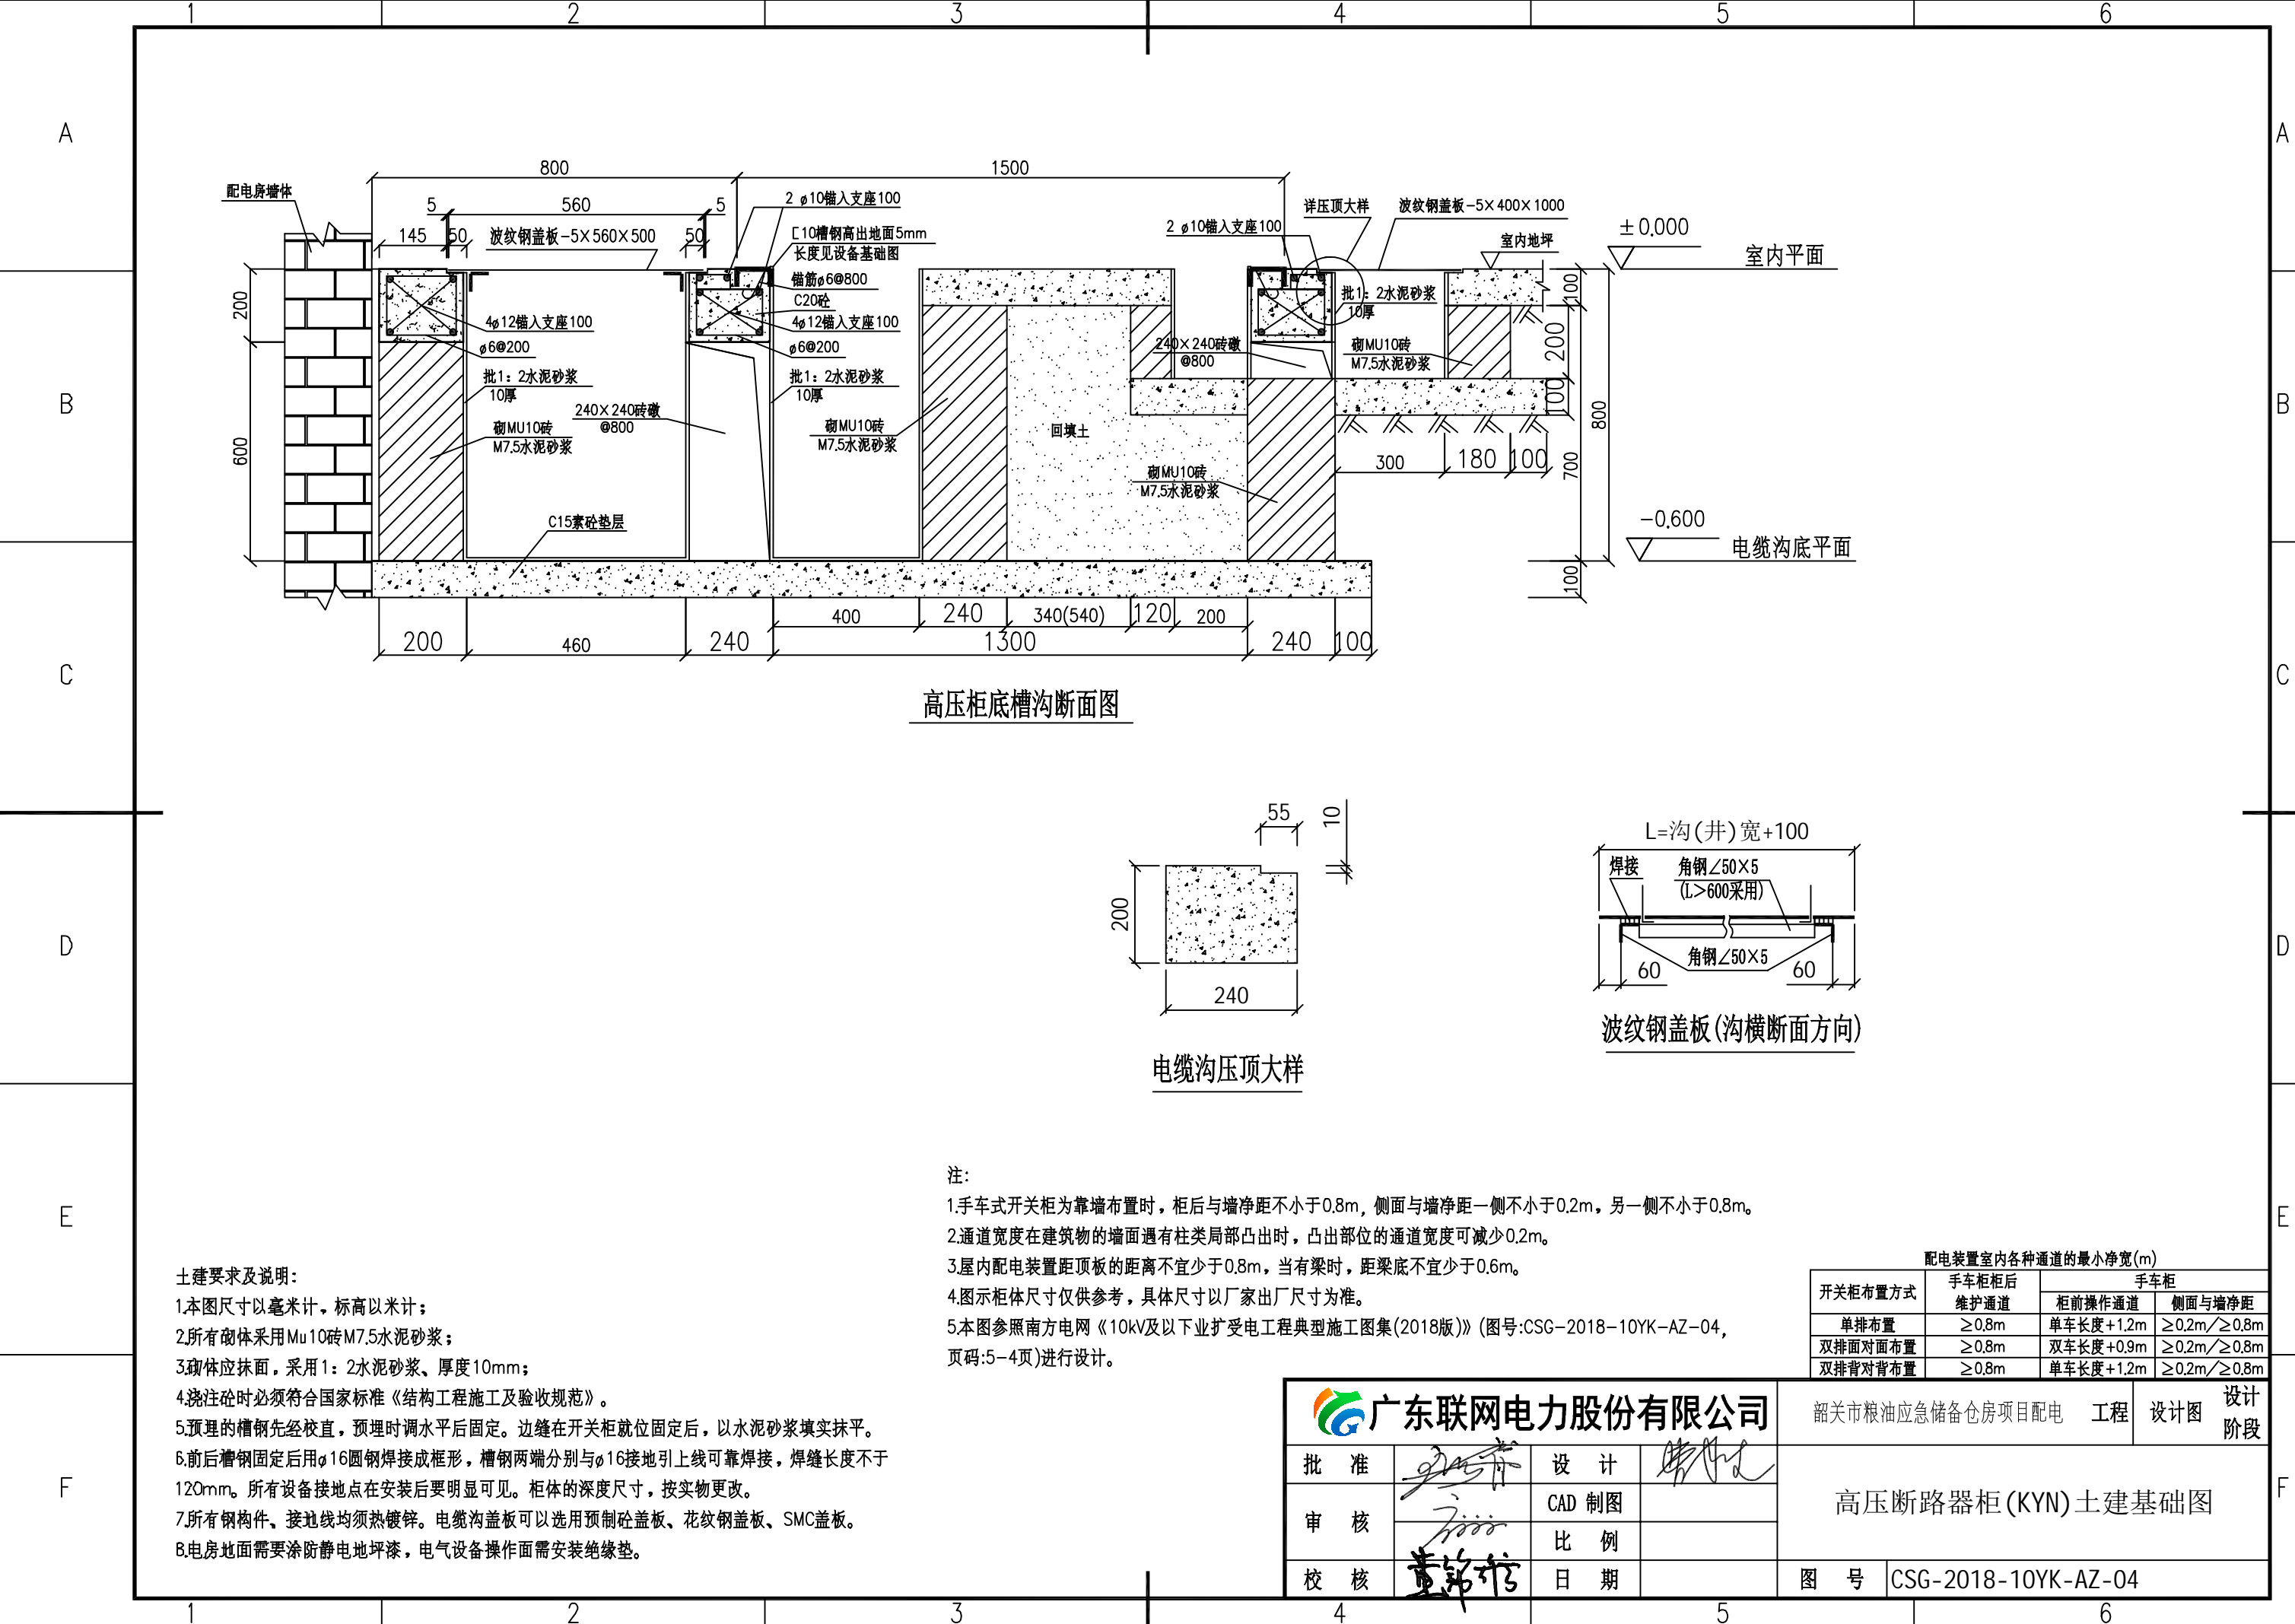 1 2 3 4 5 6
A
B
C
D
E
F
A
B
C
D
E
F
800
1500
配电房墙体
5 560 5
145 50 50
波纹钢盖板-5×560×500
2 ø10锚入支座100
[10槽钢高出地面5mm
长度见设备基础图
锚筋ø6@800
C20砼
4ø12锚入支座100
ø6@200
批1：2水泥砂浆
10厚
砌MU10砖
M7.5水泥砂浆
4ø12锚入支座100
ø6@200
批1：2水泥砂浆
10厚
砌MU10砖
M7.5水泥砂浆
240×240砖墩
@800
C15素砼垫层
200
600
回填土
砌MU10砖
M7.5水泥砂浆
2 ø10锚入支座100
详压顶大样
波纹钢盖板-5×400×1000
室内地坪
批1：2水泥砂浆
10厚
240×240砖墩
@800
砌MU10砖
M7.5水泥砂浆
±0.000
室内平面
-0.600
电缆沟底平面
100
200
100
700
800
100
300 180 100
400 240 340(540) 120 200
200 460 240 1300 240 100
高压柜底槽沟断面图
55
10
200
240
电缆沟压顶大样
L=沟(井)宽+100
焊接
角钢∠50×5
(L>600采用)
角钢∠50×5
60 60
波纹钢盖板(沟横断面方向)
注：
1.手车式开关柜为靠墙布置时，柜后与墙净距不小于0.8m，侧面与墙净距一侧不小于0.2m，另一侧不小于0.8m。
2.通道宽度在建筑物的墙面遇有柱类局部凸出时，凸出部位的通道宽度可减少0.2m。
3.屋内配电装置距顶板的距离不宜少于0.8m，当有梁时，距梁底不宜少于0.6m。
4.图示柜体尺寸仅供参考，具体尺寸以厂家出厂尺寸为准。
5.本图参照南方电网《10kV及以下业扩受电工程典型施工图集(2018版)》(图号:CSG-2018-10YK-AZ-04,
页码:5-4页)进行设计。
土建要求及说明：
1.本图尺寸以毫米计，标高以米计；
2.所有砌体采用Mu10砖M7.5水泥砂浆；
3.砌体应抹面，采用1：2水泥砂浆、厚度10mm；
4.浇注砼时必须符合国家标准《结构工程施工及验收规范》。
5.预埋的槽钢先经校直，预埋时调水平后固定。边缝在开关柜就位固定后，以水泥砂浆填实抹平。
6.前后槽钢固定后用ø16圆钢焊接成框形，槽钢两端分别与ø16接地引上线可靠焊接，焊缝长度不于
120mm。所有设备接地点在安装后要明显可见。柜体的深度尺寸，按实物更改。
7.所有钢构件、接地线均须热镀锌。电缆沟盖板可以选用预制砼盖板、花纹钢盖板、SMC盖板。
8.电房地面需要涂防静电地坪漆，电气设备操作面需安装绝缘垫。
配电装置室内各种通道的最小净宽(m)
开关柜布置方式 手车柜柜后维护通道 手车柜
柜前操作通道 侧面与墙净距
单排布置 ≥0.8m 单车长度+1.2m ≥0.2m/≥0.8m
双排面对面布置 ≥0.8m 双车长度+0.9m ≥0.2m/≥0.8m
双排背对背布置 ≥0.8m 单车长度+1.2m ≥0.2m/≥0.8m
广东联网电力股份有限公司
韶关市粮油应急储备仓房项目配电 工程 设计图 设计阶段
批 准 设 计
CAD 制图
审 核
比 例
校 核 日 期
高压断路器柜(KYN)土建基础图
图 号 CSG-2018-10YK-AZ-04
1 2 3 4 5 6